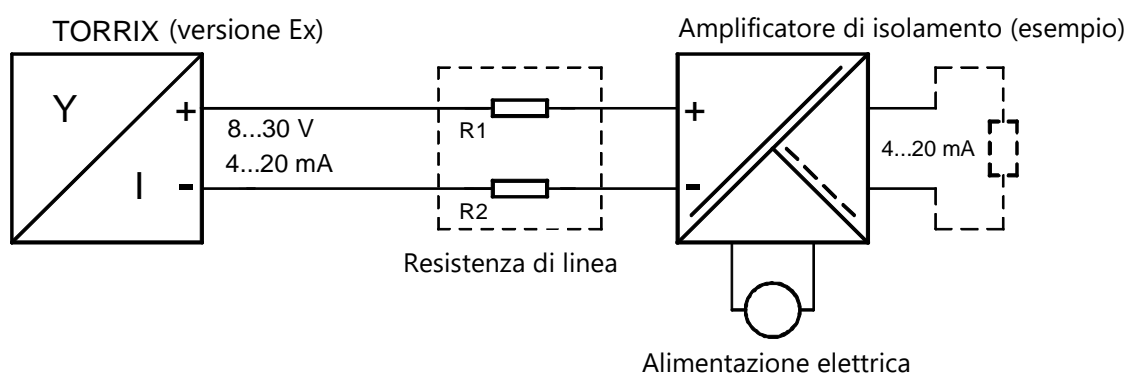 TORRIX (versione Ex)
Amplificatore di isolamento (esempio)
Y
+
8...30 V
R1
+
4...20 mA
4...20 mA
I
-
R2
-
Resistenza di linea
Alimentazione elettrica